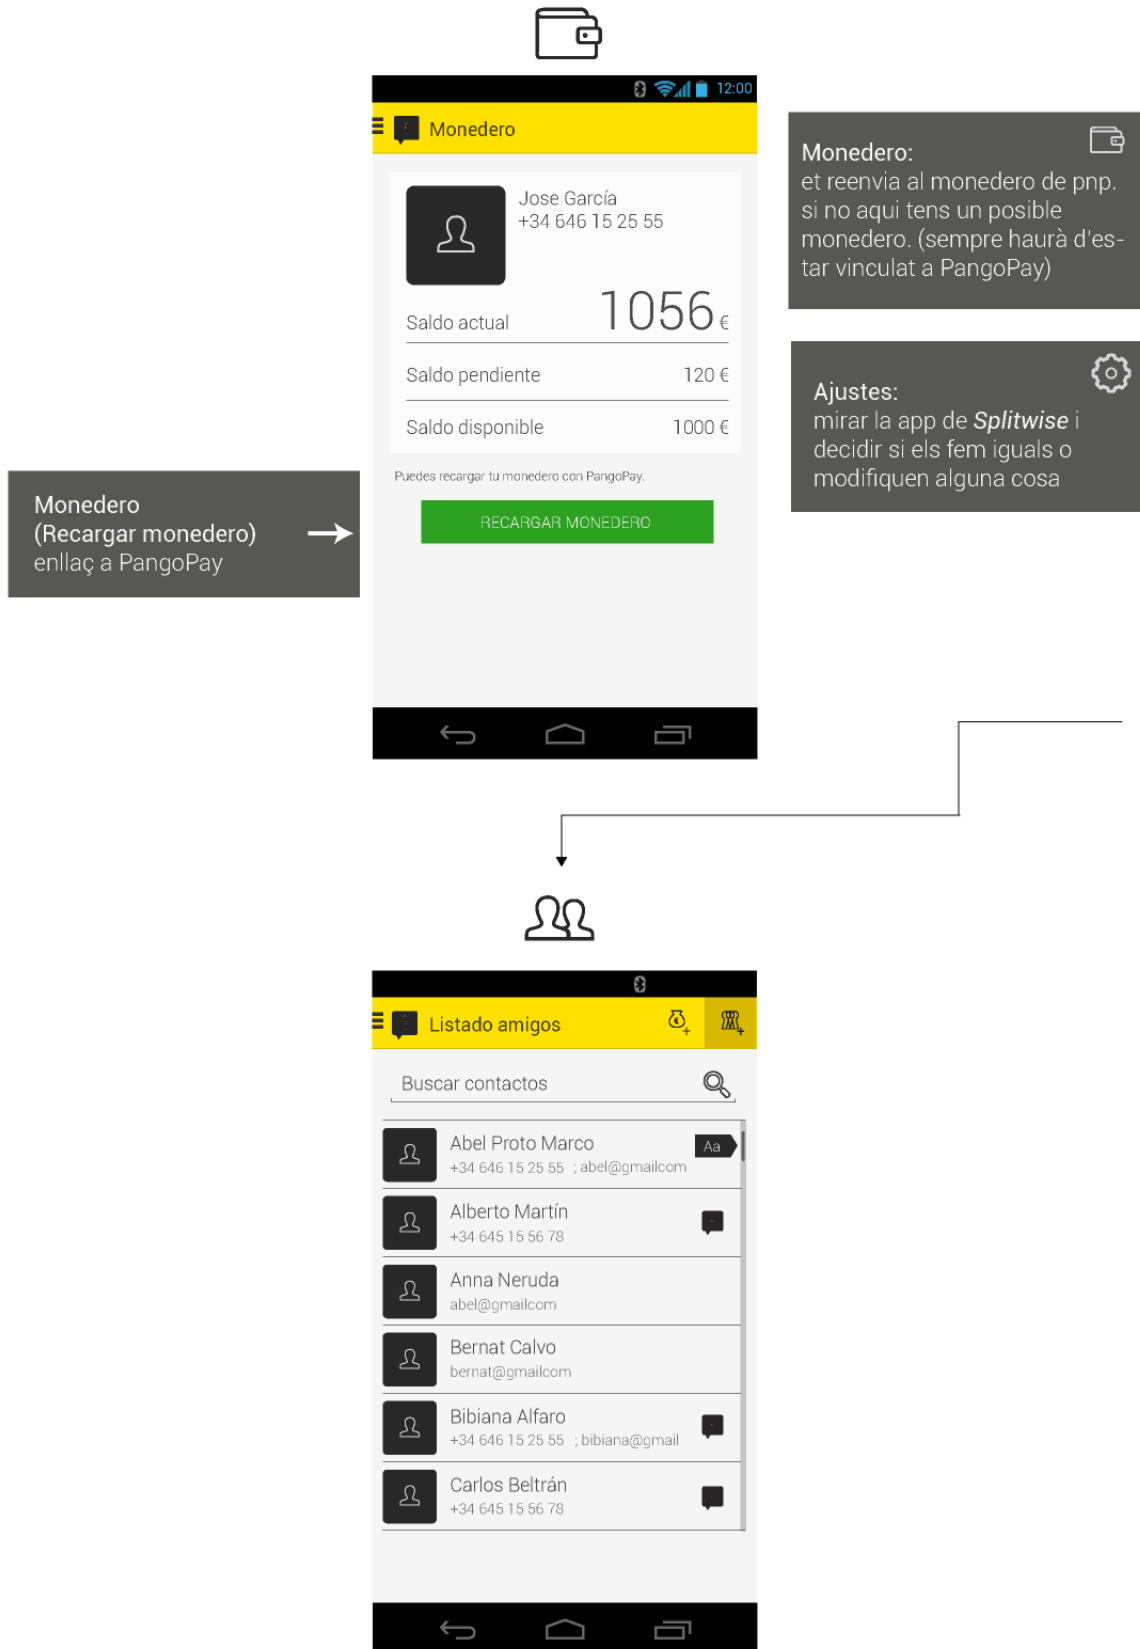 12:00
Monedero
Jose García
+34 646 15 25 55
Saldo actual
1056 €
Saldo pendiente
120 €
Saldo disponible
1000 €
Puedes recargar tu monedero con PangoPay.
RECARGAR MONEDERO
Monedero:
et reenvia al monedero de pnp.
si no aqui tens un posible
monedero. (sempre haurà d'es-
tar vinculat a PangoPay)
Ajustes:
mirar la app de Splitwise i
decidir si els fem iguals o
modifiquen alguna cosa
Monedero
(Recargar monedero)
enllaç a PangoPay
Listado amigos
Buscar contactos
Abel Proto Marco
+34 646 15 25 55 ; abel@gmailcom
Aa
Alberto Martín
+34 645 15 56 78
Anna Neruda
abel@gmailcom
Bernat Calvo
bernat@gmailcom
Bibiana Alfaro
+34 646 15 25 55 ; bibiana@gmail
Carlos Beltrán
+34 645 15 56 78